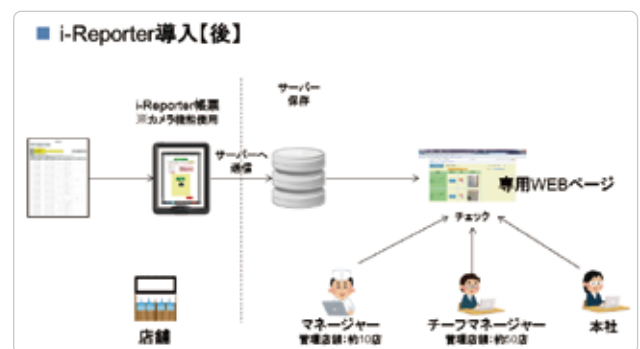 ■ i-Reporter導入【後】
サーバー
保存
i-Reporter帳票
※カメラ機能使用
サーバーへ
送信
専用WEBページ
チェック
店舗
マネージャー
管理店舗:約10店
チーフマネージャー
管理店舗:約50店
本社